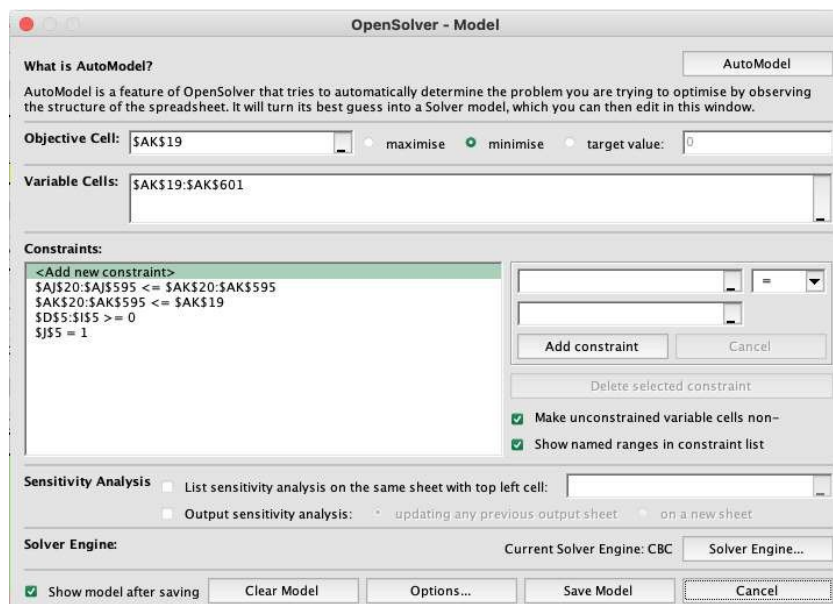 OpenSolver - Model
What is AutoModel?
AutoModel
AutoModel is a feature of OpenSolver that tries to automatically determine the problem you are trying to optimise by observing
the structure of the spreadsheet. It will turn its best guess into a Solver model, which you can then edit in this window.
Objective Cell: $AK$19 maximise minimise target value: 0
Variable Cells: $AK$19:$AK$601
Constraints:
<Add new constraint>
$AJ$20:$AJ$595 <= $AK$20:$AK$595
$AK$20:$AK$595 <= $AK$19
$D$5:$I$5 >= 0
$J$5 = 1
=
Add constraint Cancel
Delete selected constraint
Make unconstrained variable cells non-
Show named ranges in constraint list
Sensitivity Analysis List sensitivity analysis on the same sheet with top left cell:
Output sensitivity analysis: updating any previous output sheet on a new sheet
Solver Engine: Current Solver Engine: CBC Solver Engine...
Show model after saving Clear Model Options... Save Model Cancel